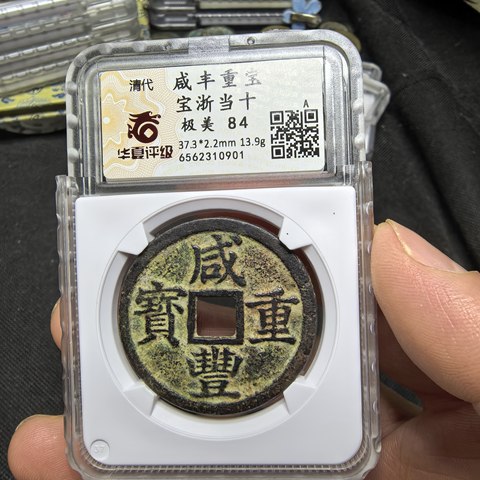 清代
咸丰重宝
宝浙当十
极美 84
A
37.3*2.2mm 13.9g
6562310901
华真评级
咸
寶 重
豐